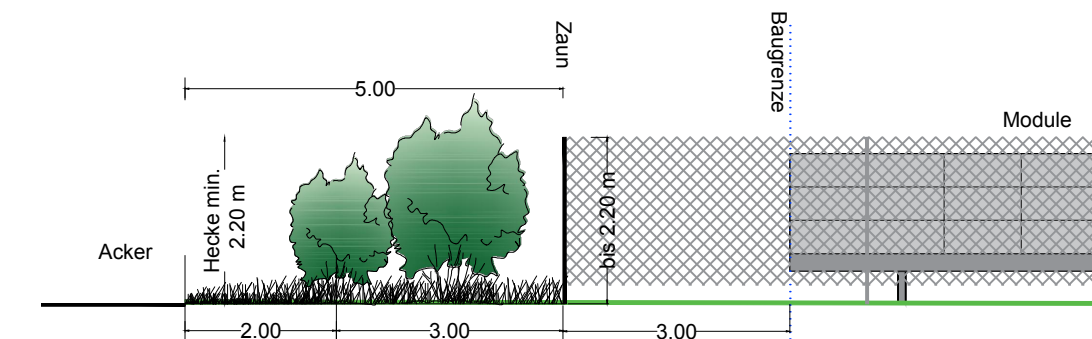 Zaun
Baugrenze
5.00
Module
Hecke min.
2.20 m
bis 2.20 m
Acker
2.00
3.00
3.00